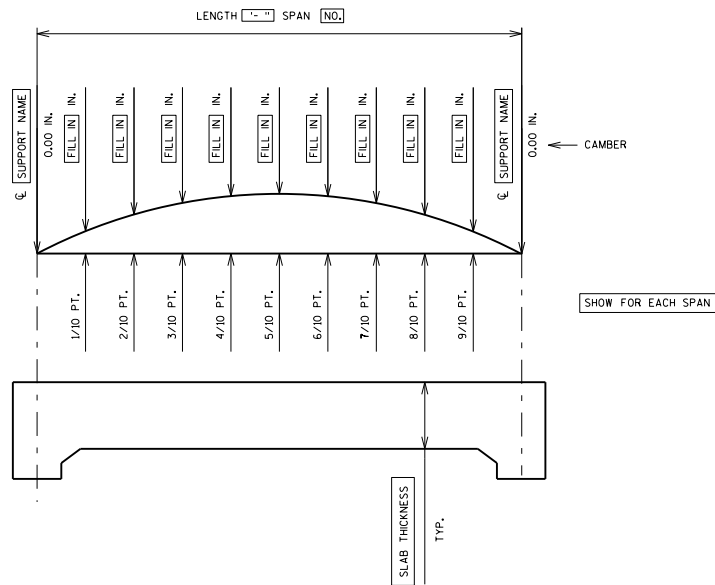 LENGTH '- " SPAN NO.
℄ SUPPORT NAME
0.00 IN.
FILL IN IN.
FILL IN IN.
FILL IN IN.
FILL IN IN.
FILL IN IN.
FILL IN IN.
FILL IN IN.
FILL IN IN.
FILL IN IN.
℄ SUPPORT NAME
0.00 IN.
CAMBER
1/10 PT.
2/10 PT.
3/10 PT.
4/10 PT.
5/10 PT.
6/10 PT.
7/10 PT.
8/10 PT.
9/10 PT.
SHOW FOR EACH SPAN
SLAB THICKNESS
TYP.